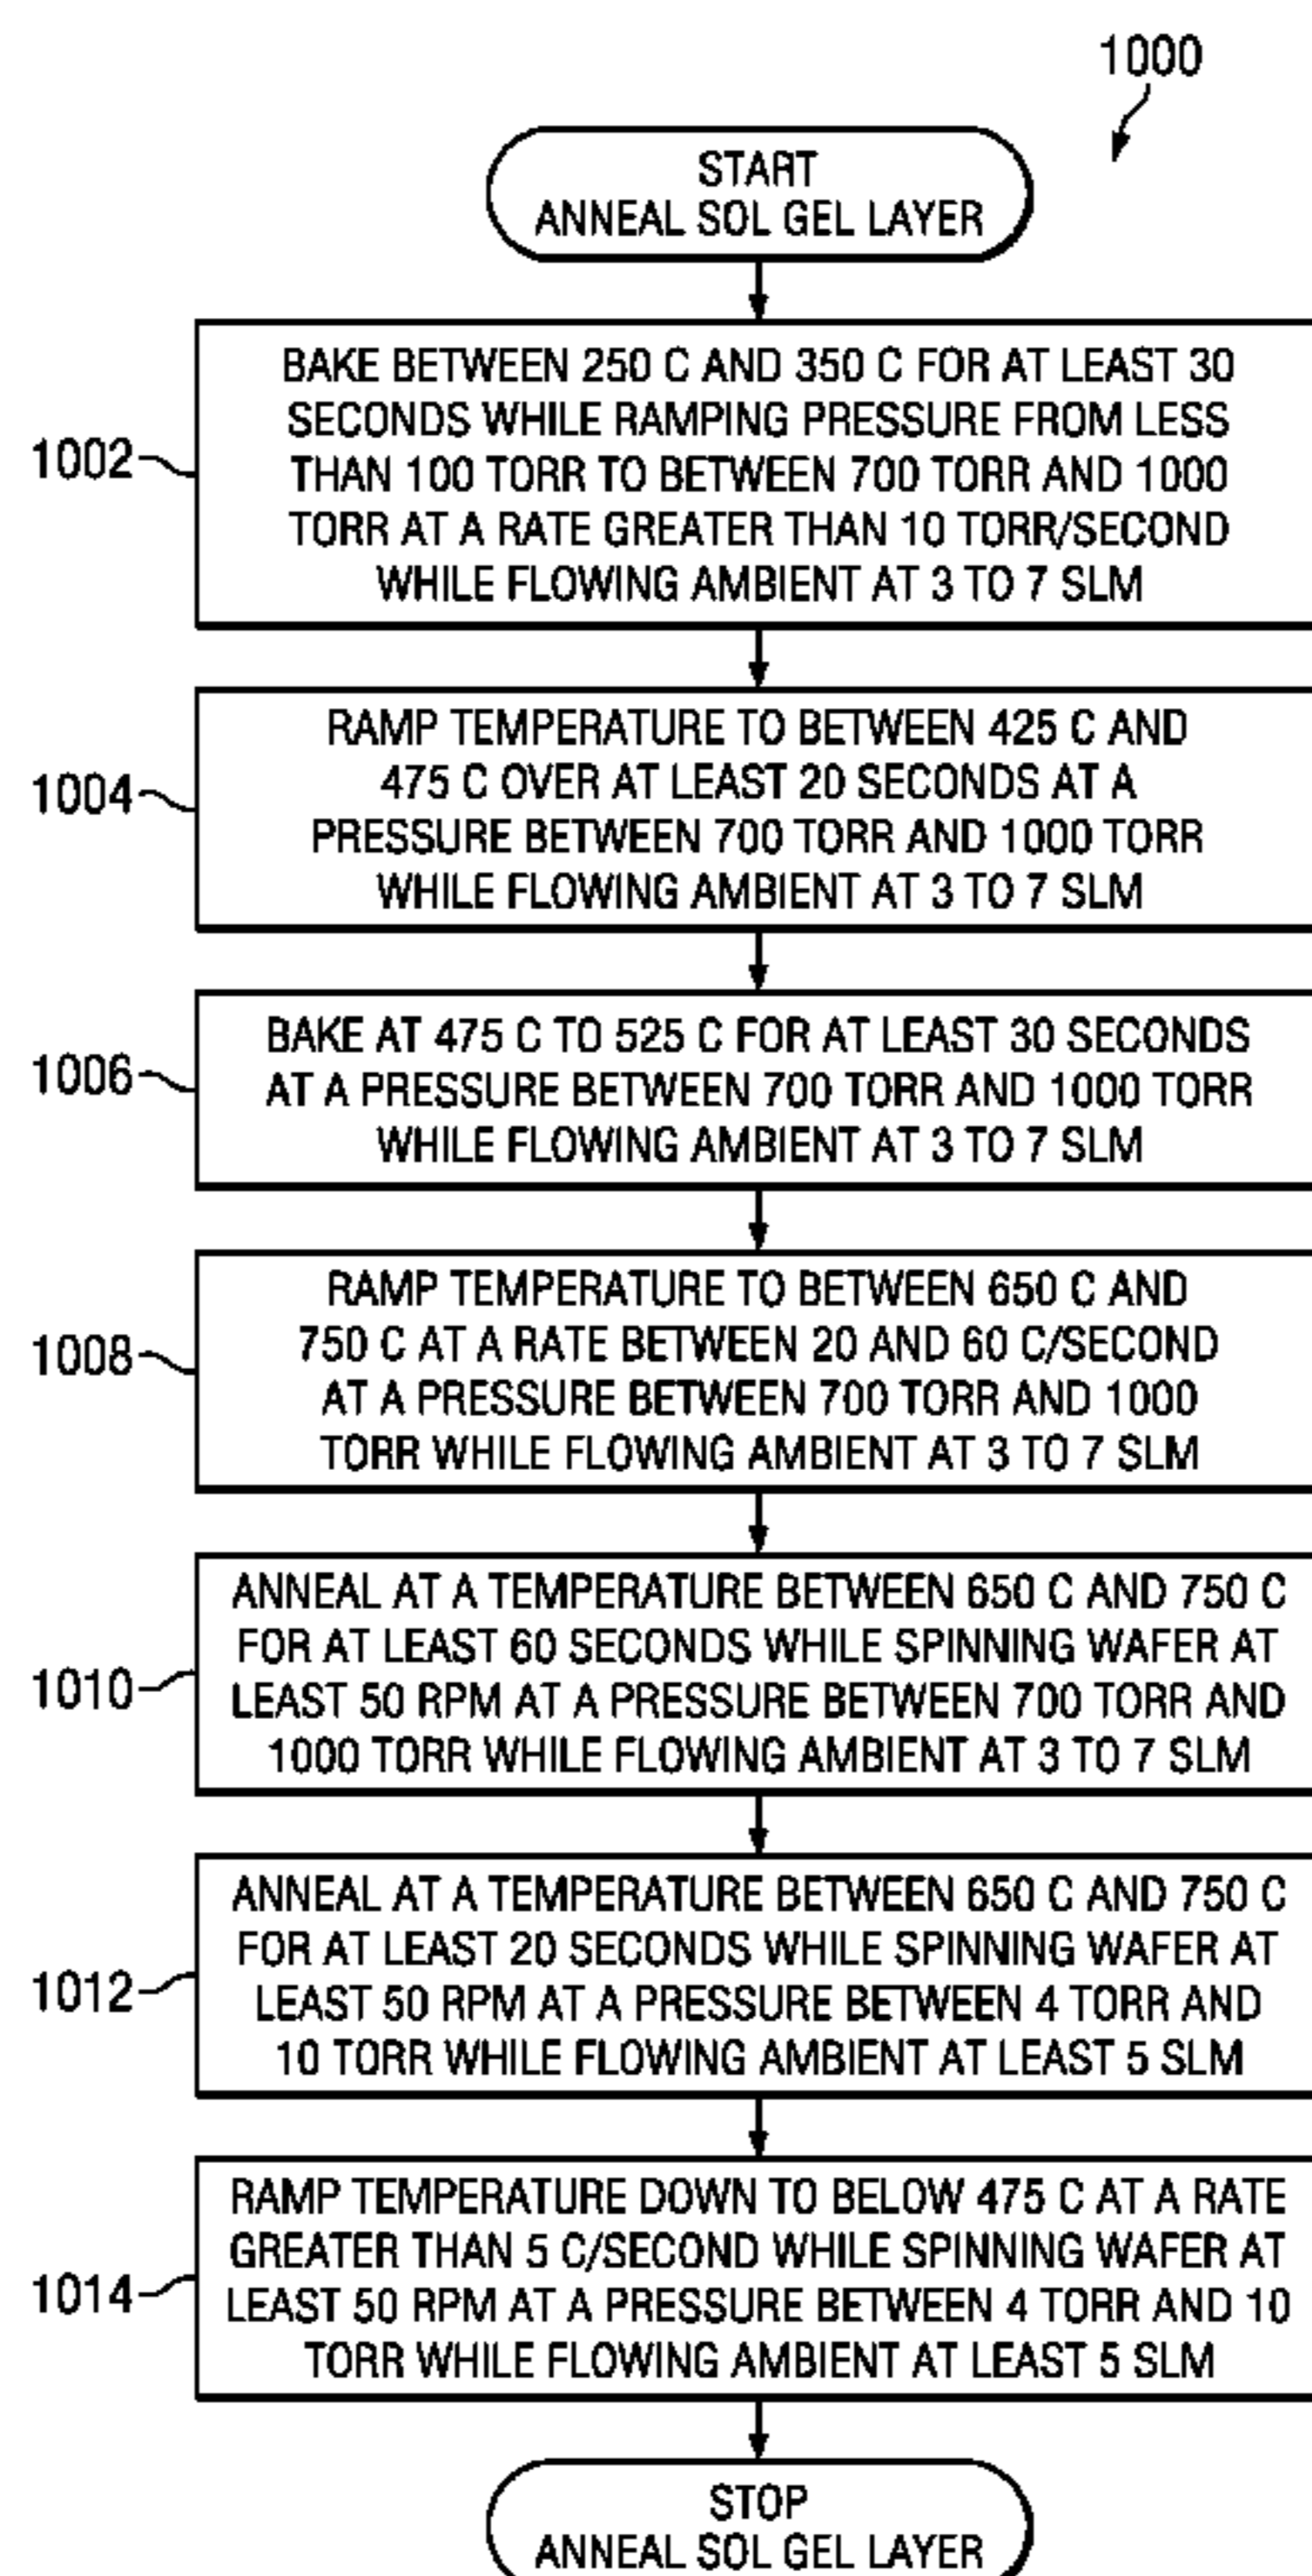 1000
START
ANNEAL SOL GEL LAYER
1002
BAKE BETWEEN 250 C AND 350 C FOR AT LEAST 30
SECONDS WHILE RAMPING PRESSURE FROM LESS
THAN 100 TORR TO BETWEEN 700 TORR AND 1000
TORR AT A RATE GREATER THAN 10 TORR/SECOND
WHILE FLOWING AMBIENT AT 3 TO 7 SLM
1004
RAMP TEMPERATURE TO BETWEEN 425 C AND
475 C OVER AT LEAST 20 SECONDS AT A
PRESSURE BETWEEN 700 TORR AND 1000 TORR
WHILE FLOWING AMBIENT AT 3 TO 7 SLM
1006
BAKE AT 475 C TO 525 C FOR AT LEAST 30 SECONDS
AT A PRESSURE BETWEEN 700 TORR AND 1000 TORR
WHILE FLOWING AMBIENT AT 3 TO 7 SLM
1008
RAMP TEMPERATURE TO BETWEEN 650 C AND
750 C AT A RATE BETWEEN 20 AND 60 C/SECOND
AT A PRESSURE BETWEEN 700 TORR AND 1000
TORR WHILE FLOWING AMBIENT AT 3 TO 7 SLM
1010
ANNEAL AT A TEMPERATURE BETWEEN 650 C AND 750 C
FOR AT LEAST 60 SECONDS WHILE SPINNING WAFER AT
LEAST 50 RPM AT A PRESSURE BETWEEN 700 TORR AND
1000 TORR WHILE FLOWING AMBIENT AT 3 TO 7 SLM
1012
ANNEAL AT A TEMPERATURE BETWEEN 650 C AND 750 C
FOR AT LEAST 20 SECONDS WHILE SPINNING WAFER AT
LEAST 50 RPM AT A PRESSURE BETWEEN 4 TORR AND
10 TORR WHILE FLOWING AMBIENT AT LEAST 5 SLM
1014
RAMP TEMPERATURE DOWN TO BELOW 475 C AT A RATE
GREATER THAN 5 C/SECOND WHILE SPINNING WAFER AT
LEAST 50 RPM AT A PRESSURE BETWEEN 4 TORR AND 10
TORR WHILE FLOWING AMBIENT AT LEAST 5 SLM
STOP
ANNEAL SOL GEL LAYER